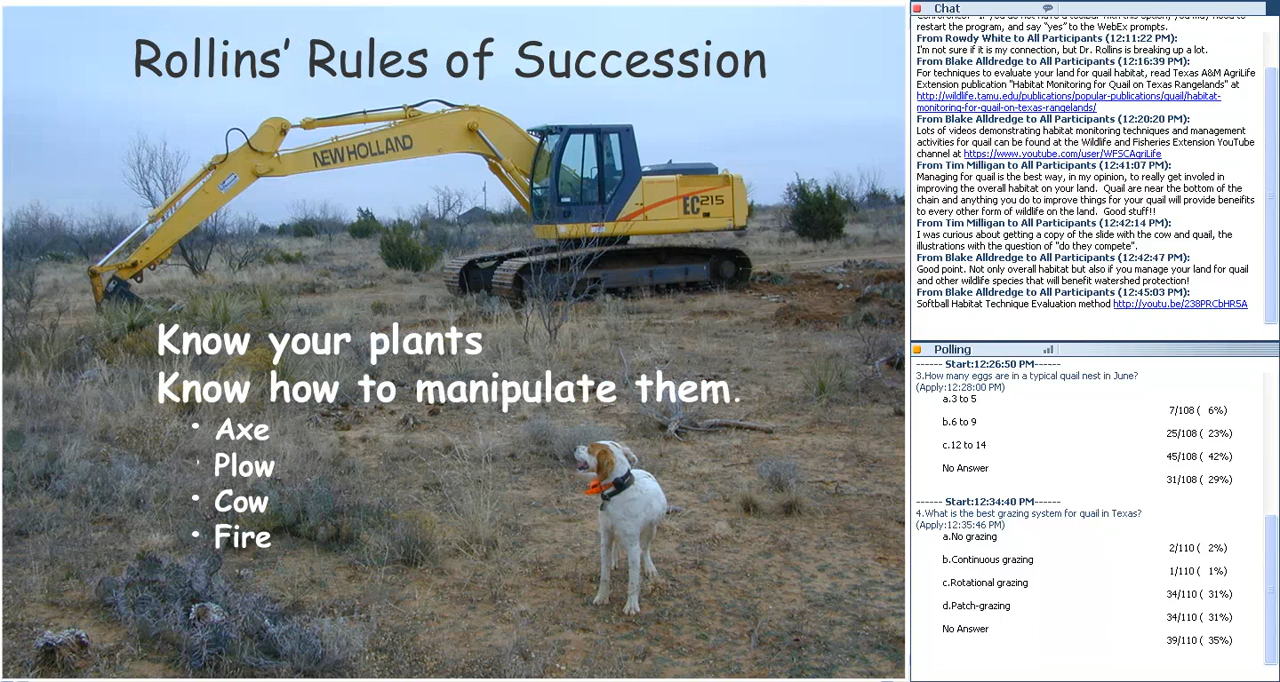 Rollins' Rules of Succession
NEW HOLLAND
EC215
Know your plants
Know how to manipulate them.
• Axe
• Plow
• Cow
• Fire
Chat
restart the program, and say "yes" to the WebEx prompts.
From Rowdy White to All Participants (12:11:22 PM):
I'm not sure if it is my connection, but Dr. Rollins is breaking up a lot.
From Blake Alldredge to All Participants (12:16:39 PM):
For techniques to evaluate your land for quail habitat, read Texas A&M AgriLife
Extension publication "Habitat Monitoring for Quail on Texas Rangelands" at
http://wildlife.tamu.edu/publications/popular-publications/quail/habitat-
monitoring-for-quail-on-texas-rangelands/
From Blake Alldredge to All Participants (12:20:20 PM):
Lots of videos demonstrating habitat monitoring techniques and management
activities for quail can be found at the Wildlife and Fisheries Extension YouTube
channel at https://www.youtube.com/user/WFSCAgriLife
From Tim Milligan to All Participants (12:41:07 PM):
Managing for quail is the best way, in my opinion, to really get involed in
improving the overall habitat on your land. Quail are near the bottom of the
chain and anything you do to improve things for your quail will provide beneifits
to every other form of wildlife on the land. Good stuff!!
From Tim Milligan to All Participants (12:42:14 PM):
I was curious about getting a copy of the slide with the cow and quail, the
illustrations with the question of "do they compete".
From Blake Alldredge to All Participants (12:42:47 PM):
Good point. Not only overall habitat but also if you manage your land for quail
and other wildlife species that will benefit watershed protection!
From Blake Alldredge to All Participants (12:45:03 PM):
Softball Habitat Technique Evaluation method http://youtu.be/238PRCbHR5A
Polling
------ Start:12:26:50 PM------
3.How many eggs are in a typical quail nest in June?
(Apply:12:28:00 PM)
a.3 to 5
7/108 ( 6%)
b.6 to 9
25/108 ( 23%)
c.12 to 14
45/108 ( 42%)
No Answer
31/108 ( 29%)
------ Start:12:34:40 PM------
4.What is the best grazing system for quail in Texas?
(Apply:12:35:46 PM)
a.No grazing
2/110 ( 2%)
b.Continuous grazing
1/110 ( 1%)
c.Rotational grazing
34/110 ( 31%)
d.Patch-grazing
34/110 ( 31%)
No Answer
39/110 ( 35%)